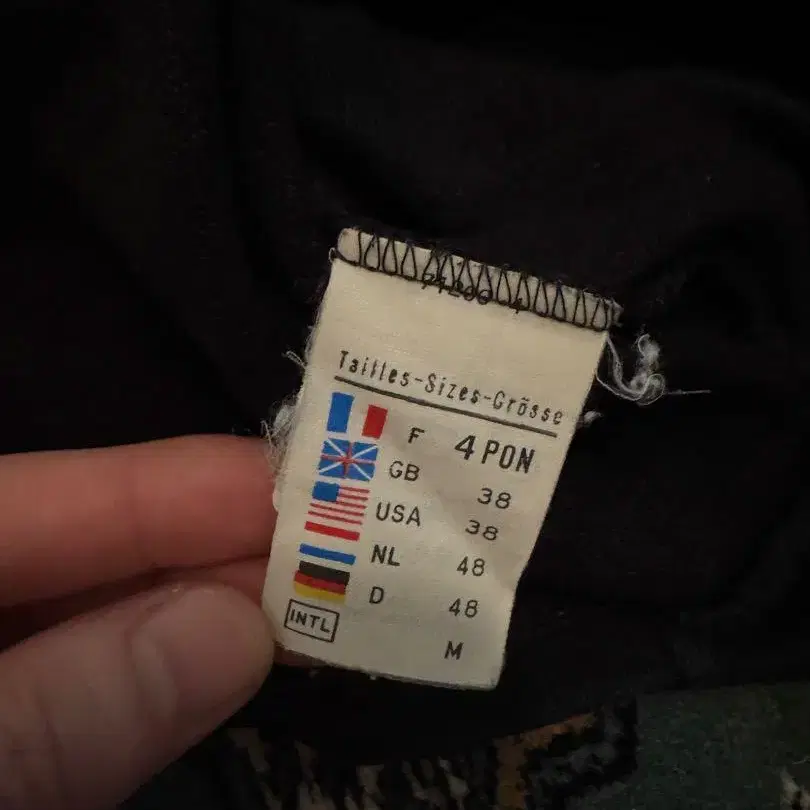 Tailles-Sizes-Grösse
F 4 PON
GB 38
USA 38
NL 48
D 48
INTL M